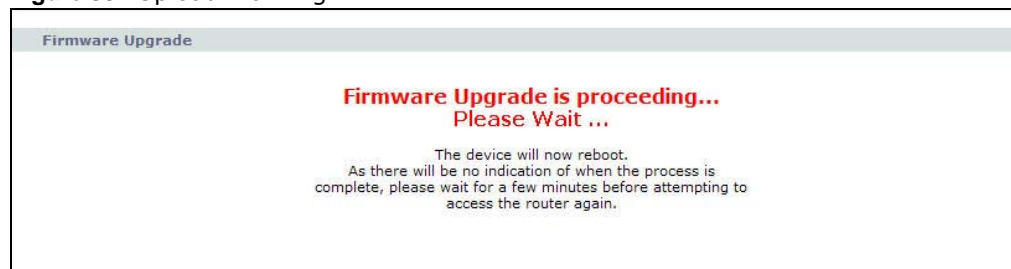 Firmware Upgrade
Firmware Upgrade is proceeding...
Please Wait ...
The device will now reboot.
As there will be no indication of when the process is
complete, please wait for a few minutes before attempting to
access the router again.